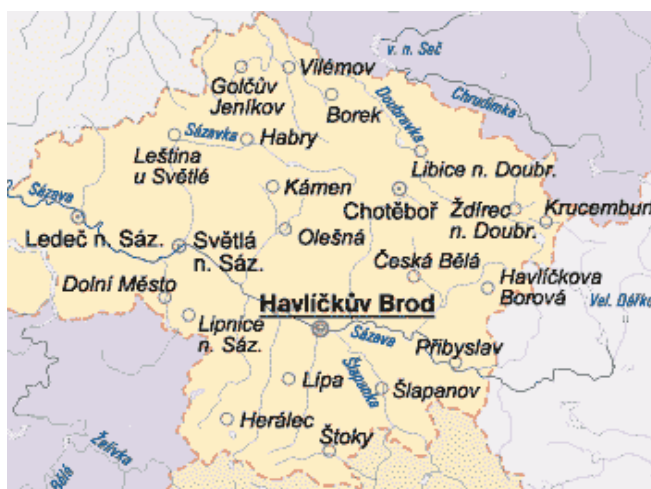 v. n. Seč
Vilémov
Golčův
Jeníkov
Borek
Doubravka
Chrudimka
Sázavka
Habry
Leština
u Světlé
Libice n. Doubr.
Kámen
Sázava
Chotěboř
Ždírec
n. Doubr.
Krucembur
Ledeč n. Sáz.
Světlá
n. Sáz.
Olešná
Česká Bělá
Dolní Město
Havlíčkova
Borová
Vel. Dářko
Havlíčkův Brod
Lipnice
n. Sáz.
Sázava
Přibyslav
Lípa
Šlapanka
Šlapanov
Herálec
Štoky
Želivka
Bělá